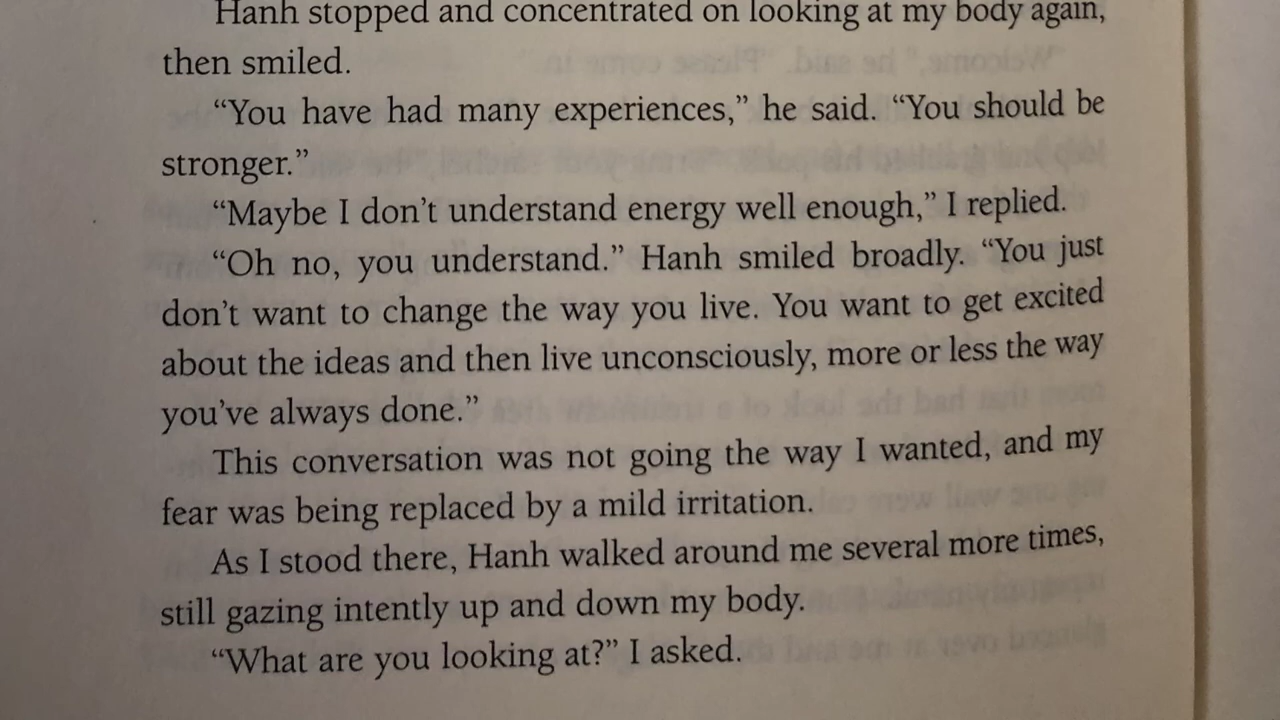 Hanh stopped and concentrated on looking at my body again,
then smiled.
“You have had many experiences,” he said. “You should be
stronger.”
“Maybe I don’t understand energy well enough,” I replied.
“Oh no, you understand.” Hanh smiled broadly. “You just
don’t want to change the way you live. You want to get excited
about the ideas and then live unconsciously, more or less the way
you’ve always done.”
This conversation was not going the way I wanted, and my
fear was being replaced by a mild irritation.
As I stood there, Hanh walked around me several more times,
still gazing intently up and down my body.
“What are you looking at?” I asked.